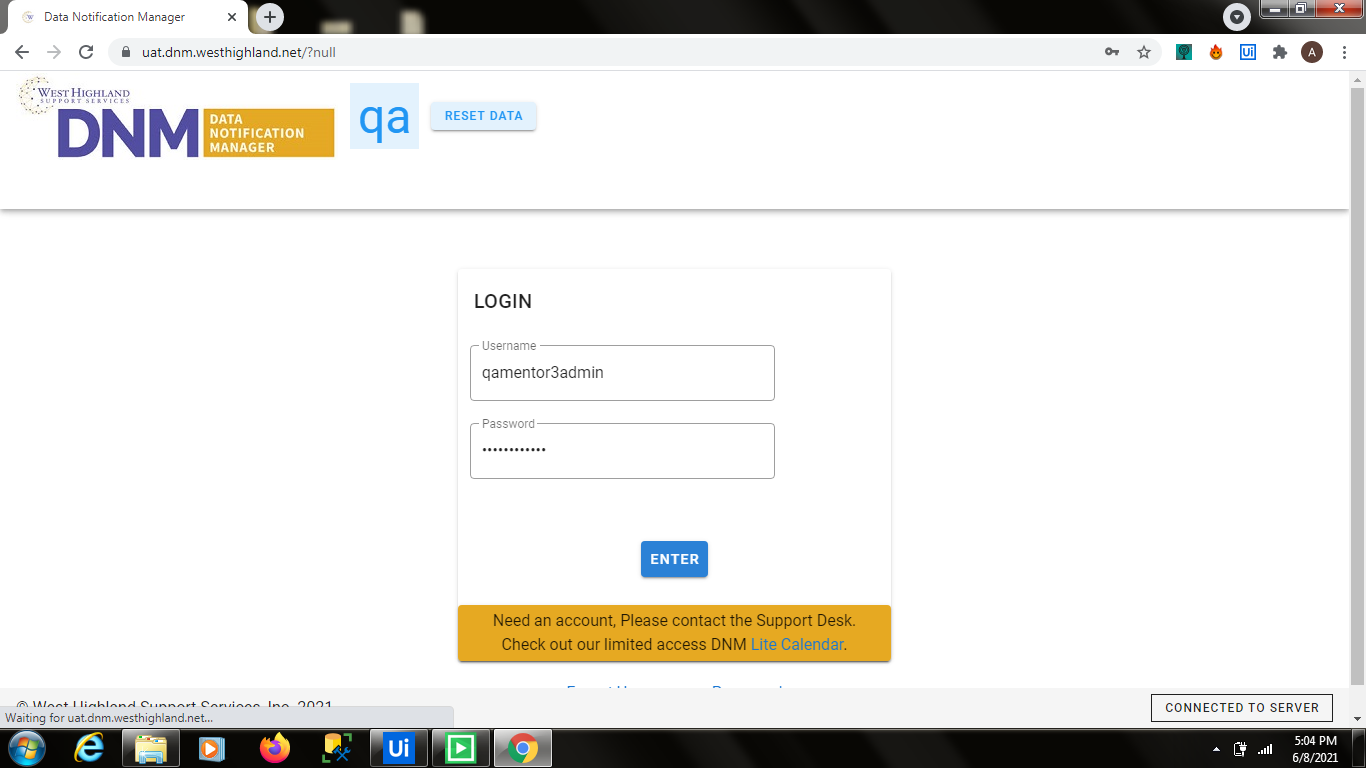 Data Notification Manager
uat.dnm.westhighland.net/?null
A
WEST HIGHLAND
SUPPORT SERVICES
DNM
DATA
NOTIFICATION
MANAGER
qa
RESET DATA
LOGIN
Username
qamentor3admin
Password
ENTER
Need an account, Please contact the Support Desk.
Check out our limited access DNM Lite Calendar.
© West Highland Support Services, Inc. 2021
Waiting for uat.dnm.westhighland.net...
CONNECTED TO SERVER
Ui
Ui
5:04 PM
6/8/2021